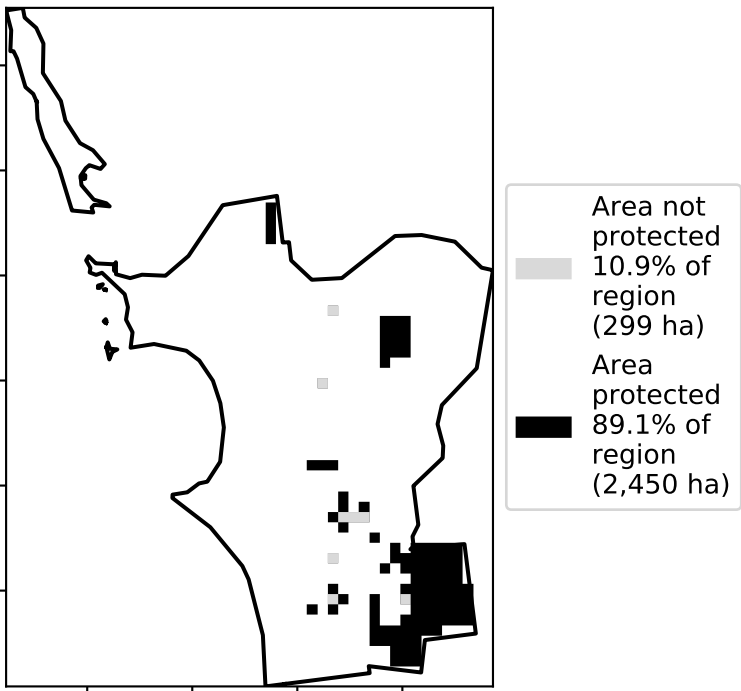 Area not
protected
10.9% of
region
(299 ha)
Area
protected
89.1% of
region
(2,450 ha)